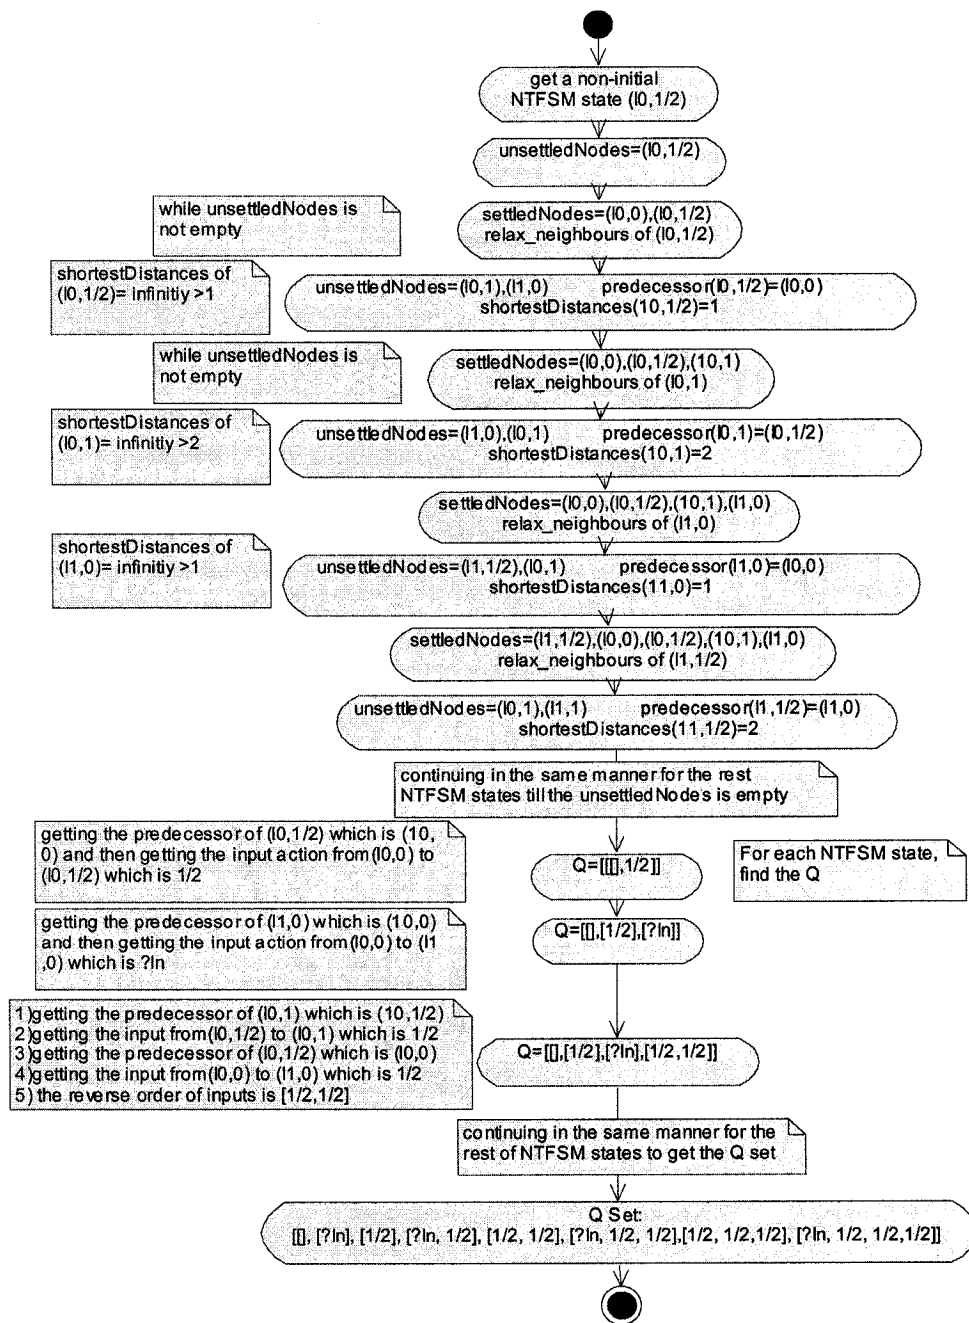 get a non-initial
NTFSM state (l0,1/2)
unsettledNodes=(l0,1/2)
while unsettledNodes is
not empty
settledNodes=(l0,0),(l0,1/2)
relax_neighbours of (l0,1/2)
shortestDistances of
(l0,1/2)= infinitiy >1
unsettledNodes=(l0,1),(l1,0) predecessor(l0,1/2)=(l0,0)
shortestDistances(10,1/2)=1
while unsettledNodes is
not empty
settledNodes=(l0,0),(l0,1/2),(10,1)
relax_neighbours of (l0,1)
shortestDistances of
(l0,1)= infinitiy >2
unsettledNodes=(l1,0),(l0,1) predecessor(l0,1)=(l0,1/2)
shortestDistances(10,1)=2
settledNodes=(l0,0),(l0,1/2),(10,1),(l1,0)
relax_neighbours of (l1,0)
shortestDistances of
(l1,0)= infinitiy >1
unsettledNodes=(l1,1/2),(l0,1) predecessor(l1,0)=(l0,0)
shortestDistances(11,0)=1
settledNodes=(l1,1/2),(l0,0),(l0,1/2),(10,1),(l1,0)
relax_neighbours of (l1,1/2)
unsettledNodes=(l0,1),(l1,1) predecessor(l1,1/2)=(l1,0)
shortestDistances(11,1/2)=2
continuing in the same manner for the rest
NTFSM states till the unsettledNodes is empty
getting the predecessor of (l0,1/2) which is (10,
0) and then getting the input action from (l0,0) to
(l0,1/2) which is 1/2
Q=[[[],1/2]]
For each NTFSM state,
find the Q
getting the predecessor of (l1,0) which is (10,0)
and then getting the input action from (l0,0) to (l1
,0) which is ?In
Q=[[],[1/2],[?In]]
1)getting the predecessor of (l0,1) which is (10,1/2)
2)getting the input from(l0,1/2) to (l0,1) which is 1/2
3)getting the predecessor of (l0,1/2) which is (l0,0)
4)getting the input from(l0,0) to (l1,0) which is 1/2
5) the reverse order of inputs is [1/2,1/2]
Q=[[],[1/2],[?In],[1/2,1/2]]
continuing in the same manner for the
rest of NTFSM states to get the Q set
Q Set:
[[], [?In], [1/2], [?In, 1/2], [1/2, 1/2], [?In, 1/2, 1/2],[1/2, 1/2,1/2], [?In, 1/2, 1/2,1/2]]